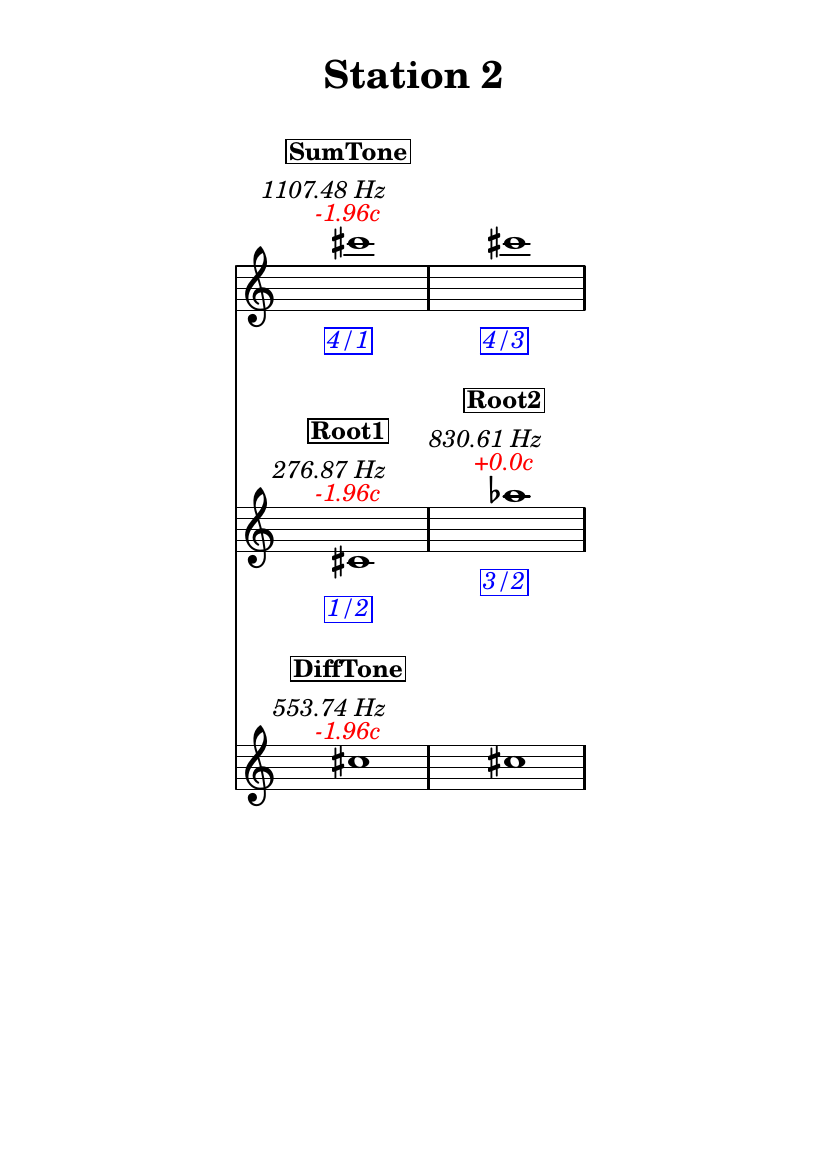 Station 2
SumTone
1107.48 Hz
-1.96c
4/1 4/3
Root2
Root1
830.61 Hz
276.87 Hz
+0.0c
-1.96c
3/2
1/2
DiffTone
553.74 Hz
-1.96c